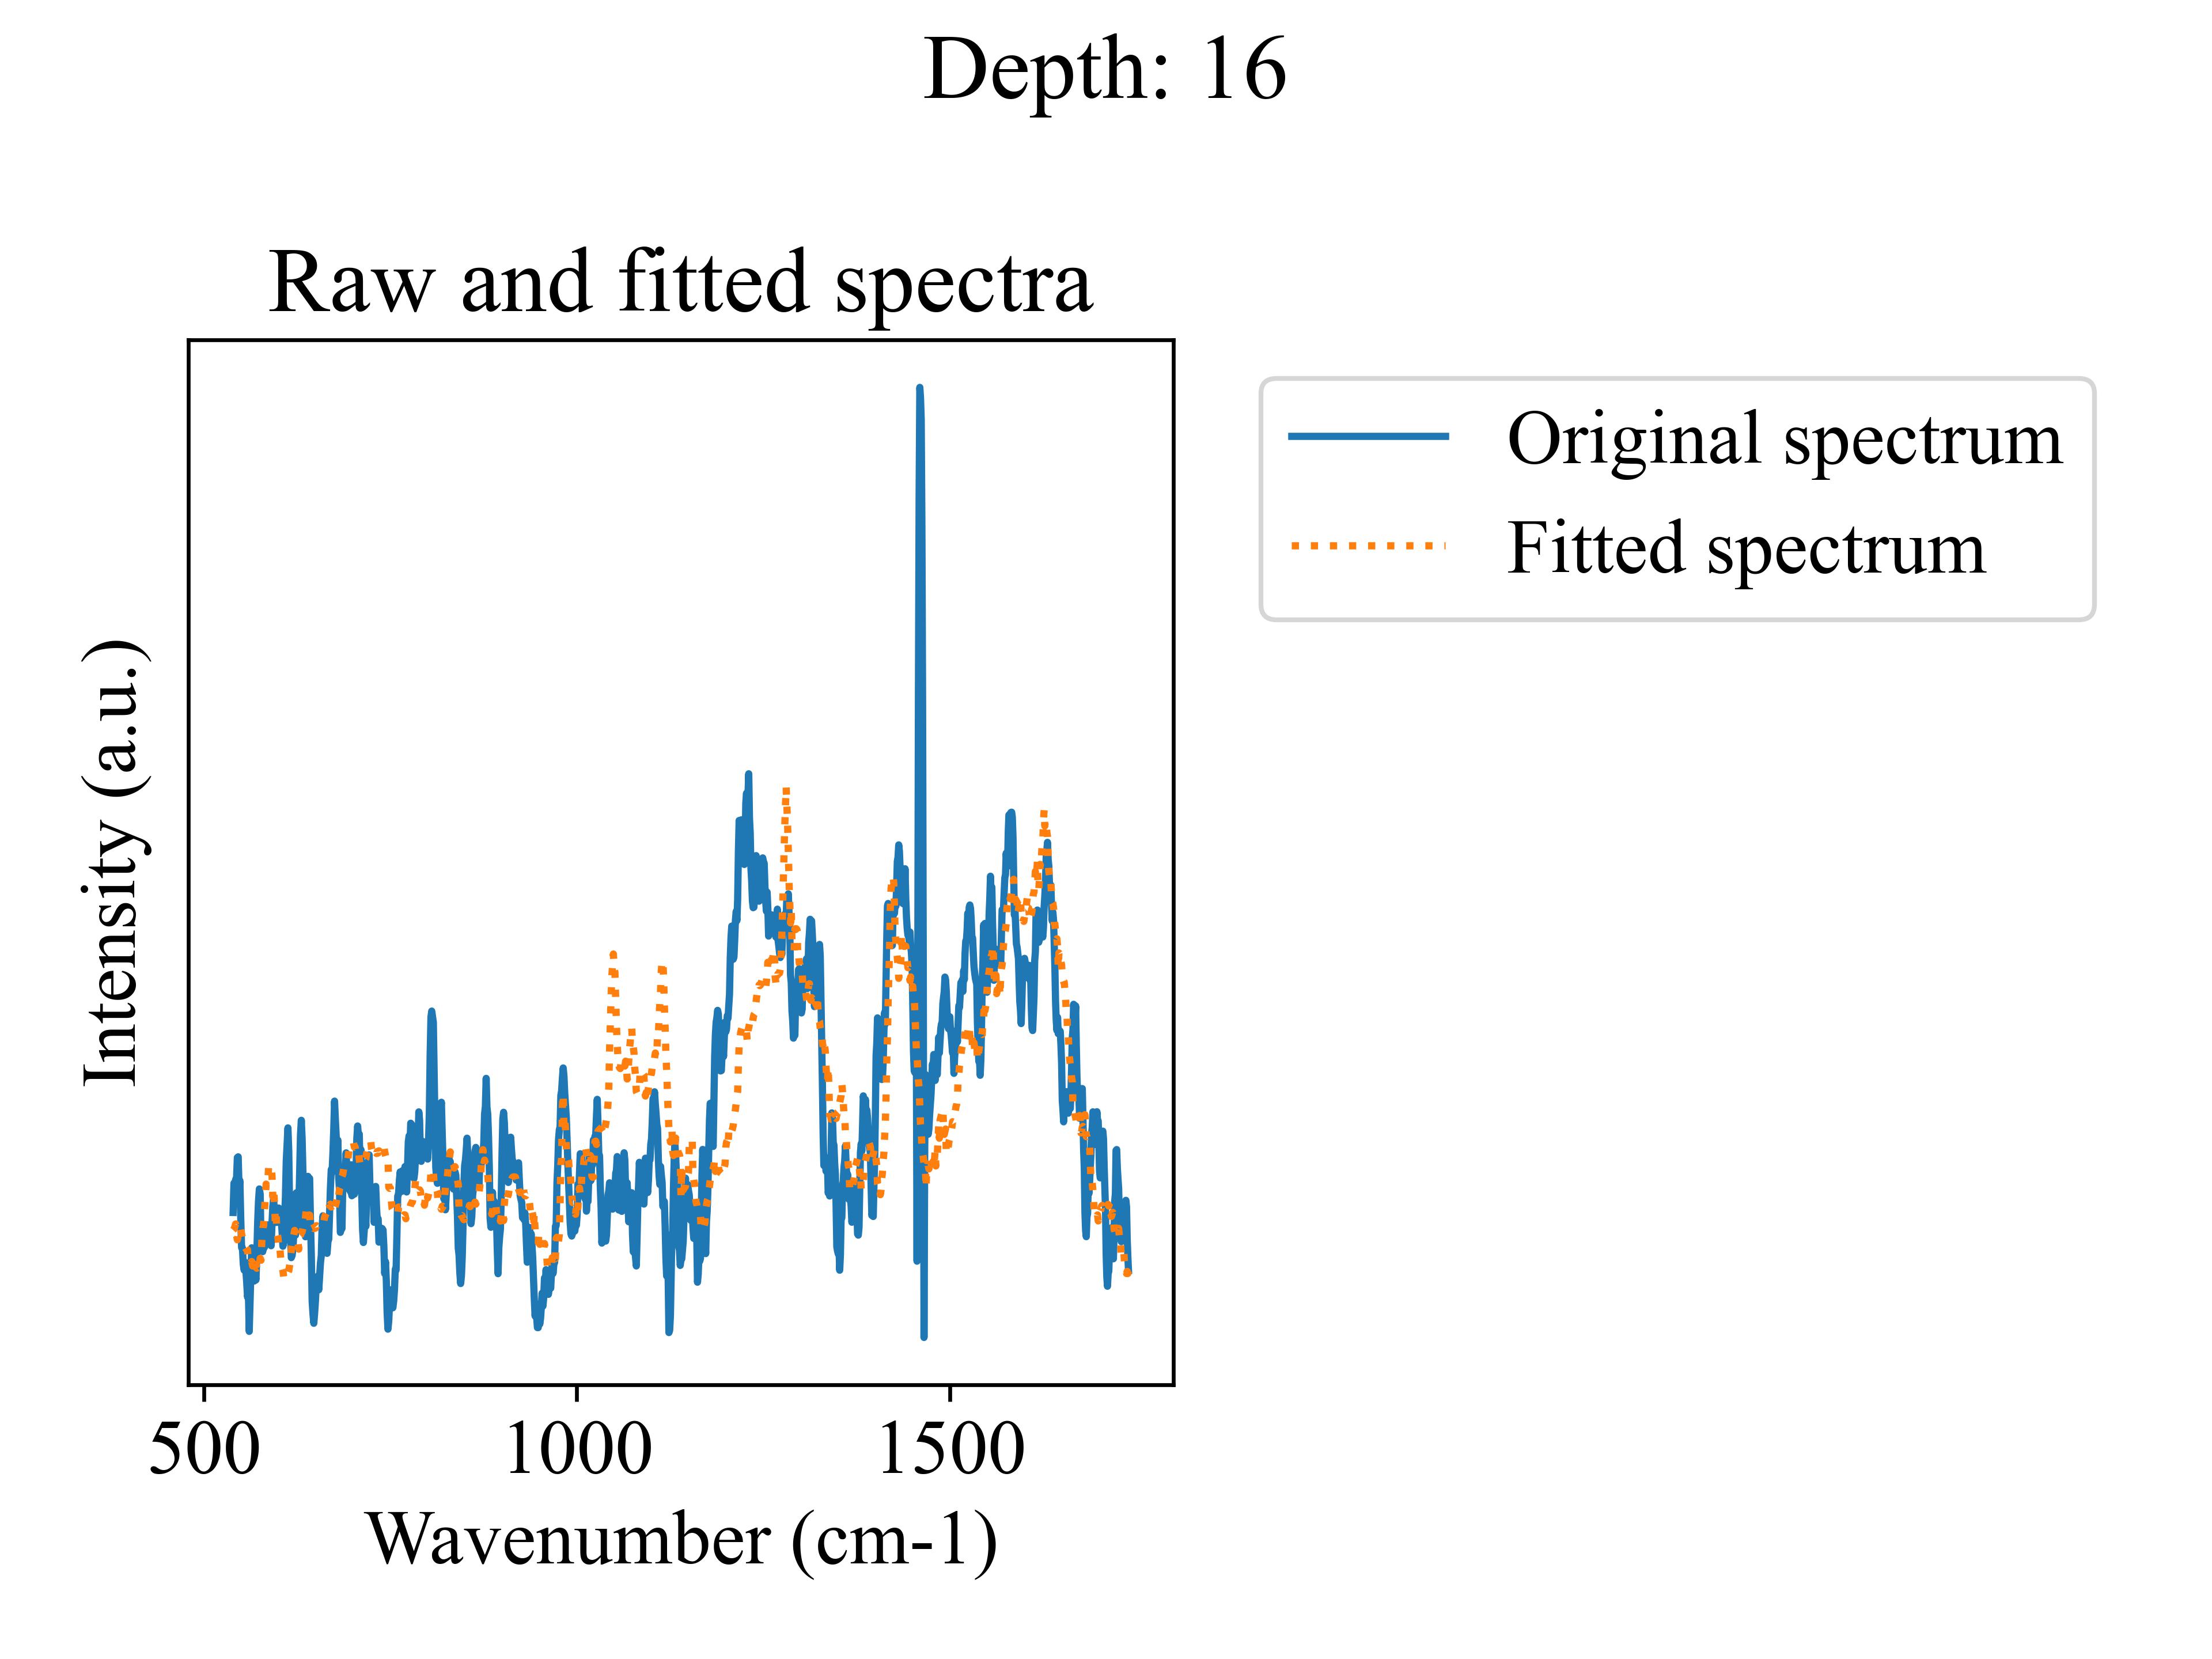 Depth: 16
Raw and fitted spectra
Original spectrum
Fitted spectrum
Intensity (a.u.)
500 1000 1500
Wavenumber (cm-1)